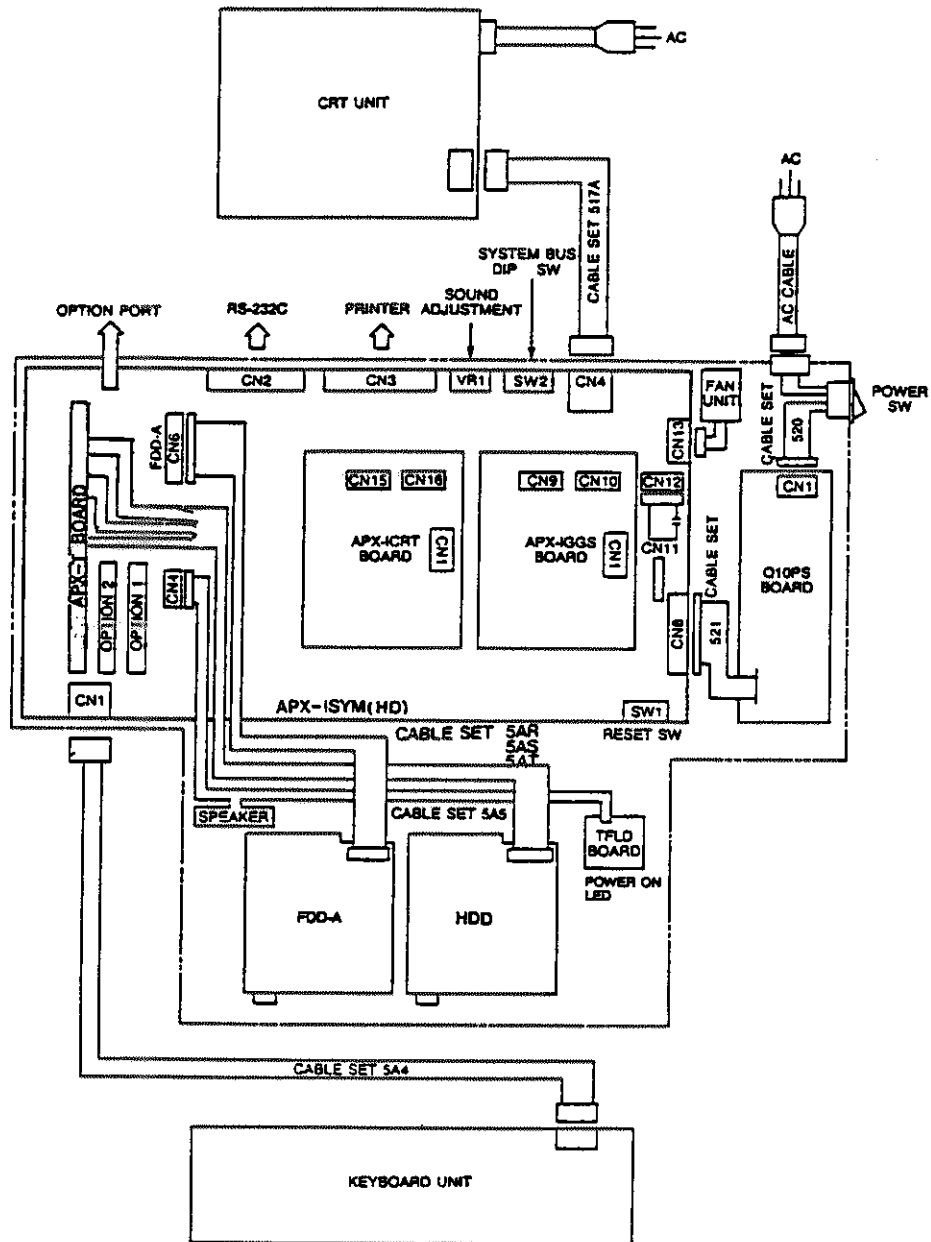 AC
CRT UNIT
AC
CABLE SET 517A
SYSTEM BUS
DIP SW
AC CABLE
OPTION PORT
RS-232C
PRINTER
SOUND
ADJUSTMENT
CN2
CN3
VR1
SW2
CN4
FAN
UNIT
POWER
SW
CABLE SET
520
FDD-A
CN6
CN13
CN15
CN16
CN9
CN10
CN12
CN1
APX-ICRT
BOARD
CN1
APX-IGGS
BOARD
CN1
CN11
CABLE SET
Q10PS
BOARD
BOARD
OPTION 2
OPTION 1
CN4
CN8
521
CN1
APX-ISYM(HD)
SW1
RESET SW
CABLE SET 5AR
5AS
5AT
SPEAKER
CABLE SET 5A5
TFLD
BOARD
POWER ON
LED
FDD-A
HDD
CABLE SET 5A4
KEYBOARD UNIT